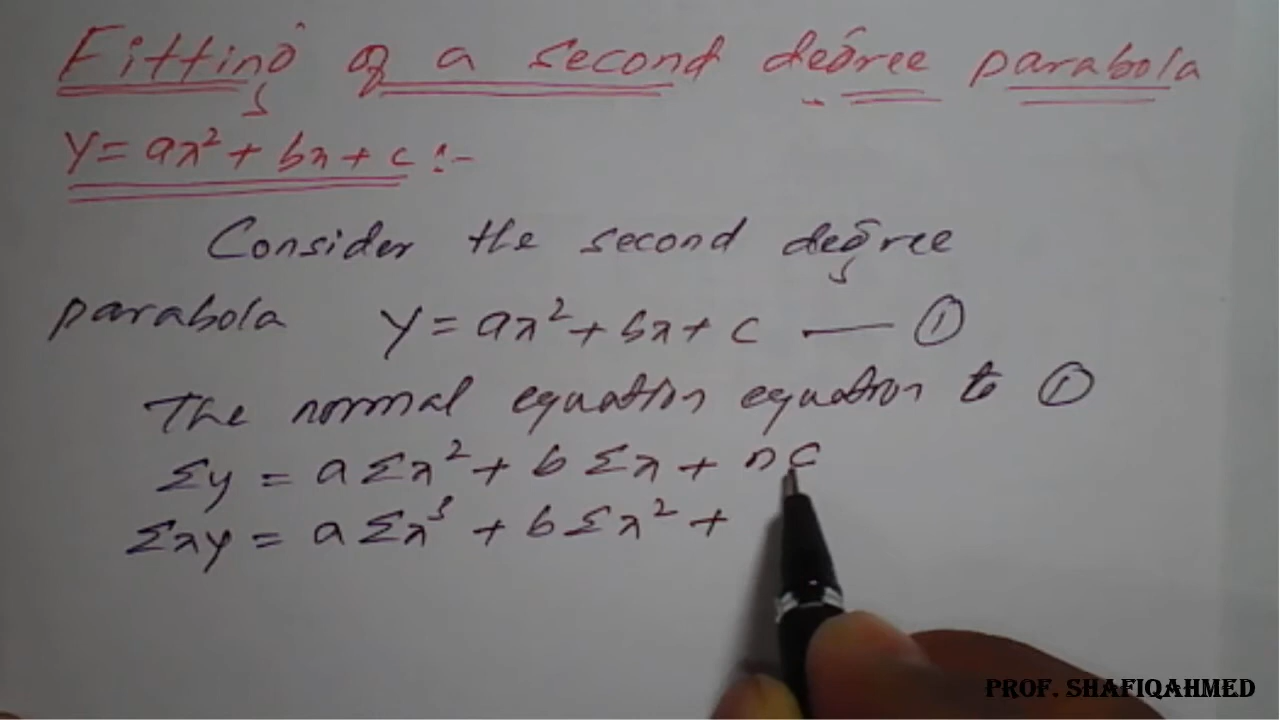 Fitting of a second degree parabola
Y = ax² + bx + c :-
Consider the second degree
parabola Y = ax² + bx + c — ①
The normal equation equation to ①
Σy = aΣx² + bΣx + nc
Σxy = aΣx³ + bΣx² +
PROF. SHAFIQAHMED